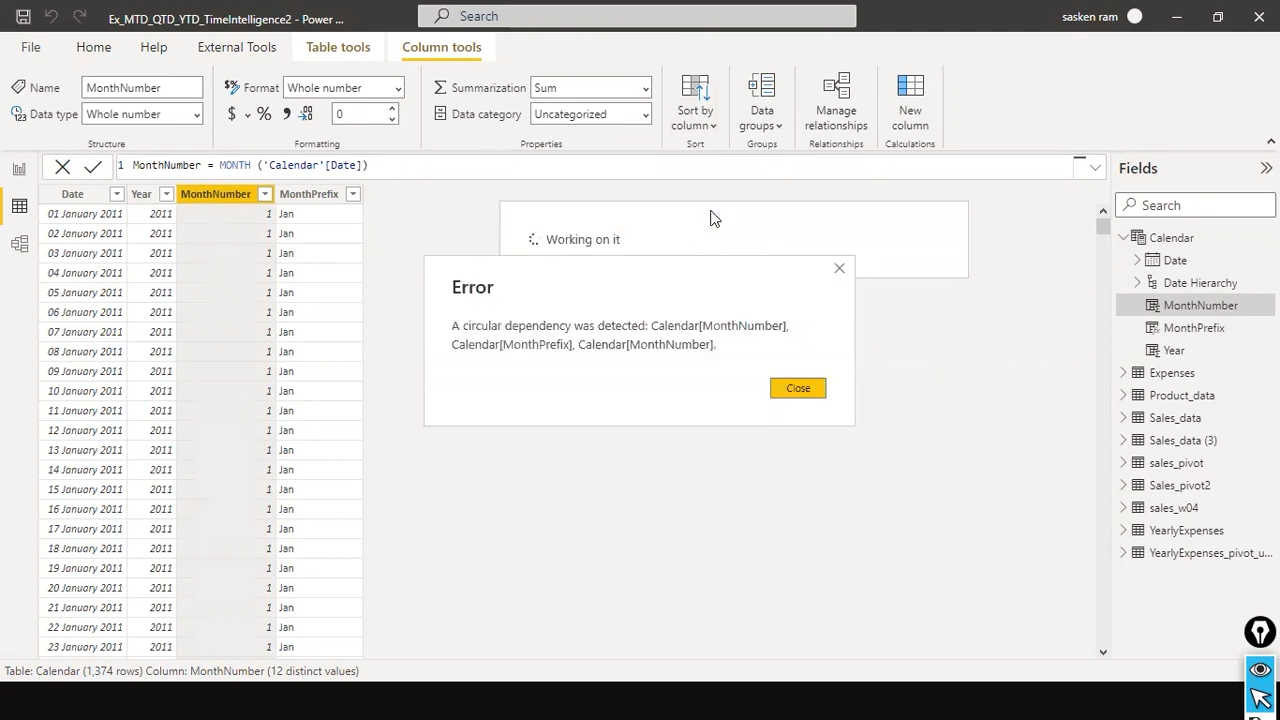 Ex_MTD_QTD_YTD_TimeIntelligence2 - Power ...
Search
sasken ram
File
Home
Help
External Tools
Table tools
Column tools
Name
MonthNumber
Format
Whole number
Summarization
Sum
Data type
Whole number
$ % 9 0
Data category
Uncategorized
Sort by
column
Data
groups
Manage
relationships
New
column
Structure
Formatting
Properties
Sort
Groups
Relationships
Calculations
1 MonthNumber = MONTH ('Calendar'[Date])
Date Year MonthNumber MonthPrefix
01 January 2011 2011 1 Jan
02 January 2011 2011 1 Jan
03 January 2011 2011 1 Jan
04 January 2011 2011 1 Jan
05 January 2011 2011 1 Jan
06 January 2011 2011 1 Jan
07 January 2011 2011 1 Jan
08 January 2011 2011 1 Jan
09 January 2011 2011 1 Jan
10 January 2011 2011 1 Jan
11 January 2011 2011 1 Jan
12 January 2011 2011 1 Jan
13 January 2011 2011 1 Jan
14 January 2011 2011 1 Jan
15 January 2011 2011 1 Jan
16 January 2011 2011 1 Jan
17 January 2011 2011 1 Jan
18 January 2011 2011 1 Jan
19 January 2011 2011 1 Jan
20 January 2011 2011 1 Jan
21 January 2011 2011 1 Jan
22 January 2011 2011 1 Jan
23 January 2011 2011 1 Jan
Working on it
Error
A circular dependency was detected: Calendar[MonthNumber],
Calendar[MonthPrefix], Calendar[MonthNumber].
Close
Fields
Search
Calendar
Date
Date Hierarchy
MonthNumber
MonthPrefix
Year
Expenses
Product_data
Sales_data
Sales_data (3)
sales_pivot
Sales_pivot2
sales_w04
YearlyExpenses
YearlyExpenses_pivot_u...
Table: Calendar (1,374 rows) Column: MonthNumber (12 distinct values)